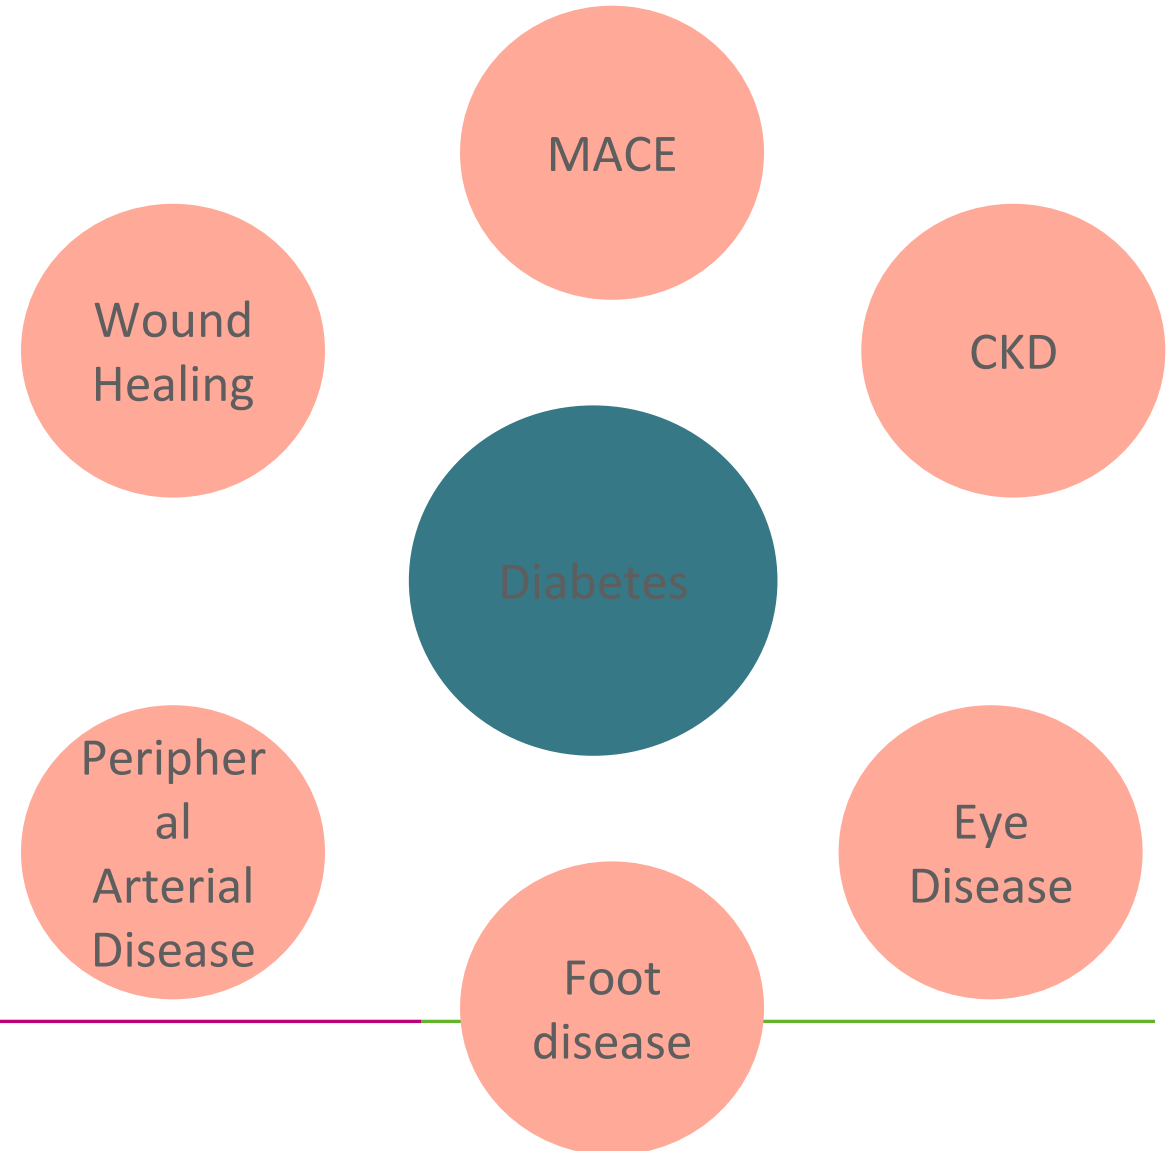 MACE
Wound
Healing
CKD
Diabetes
Peripher
al
Arterial
Disease
Eye
Disease
Foot
disease